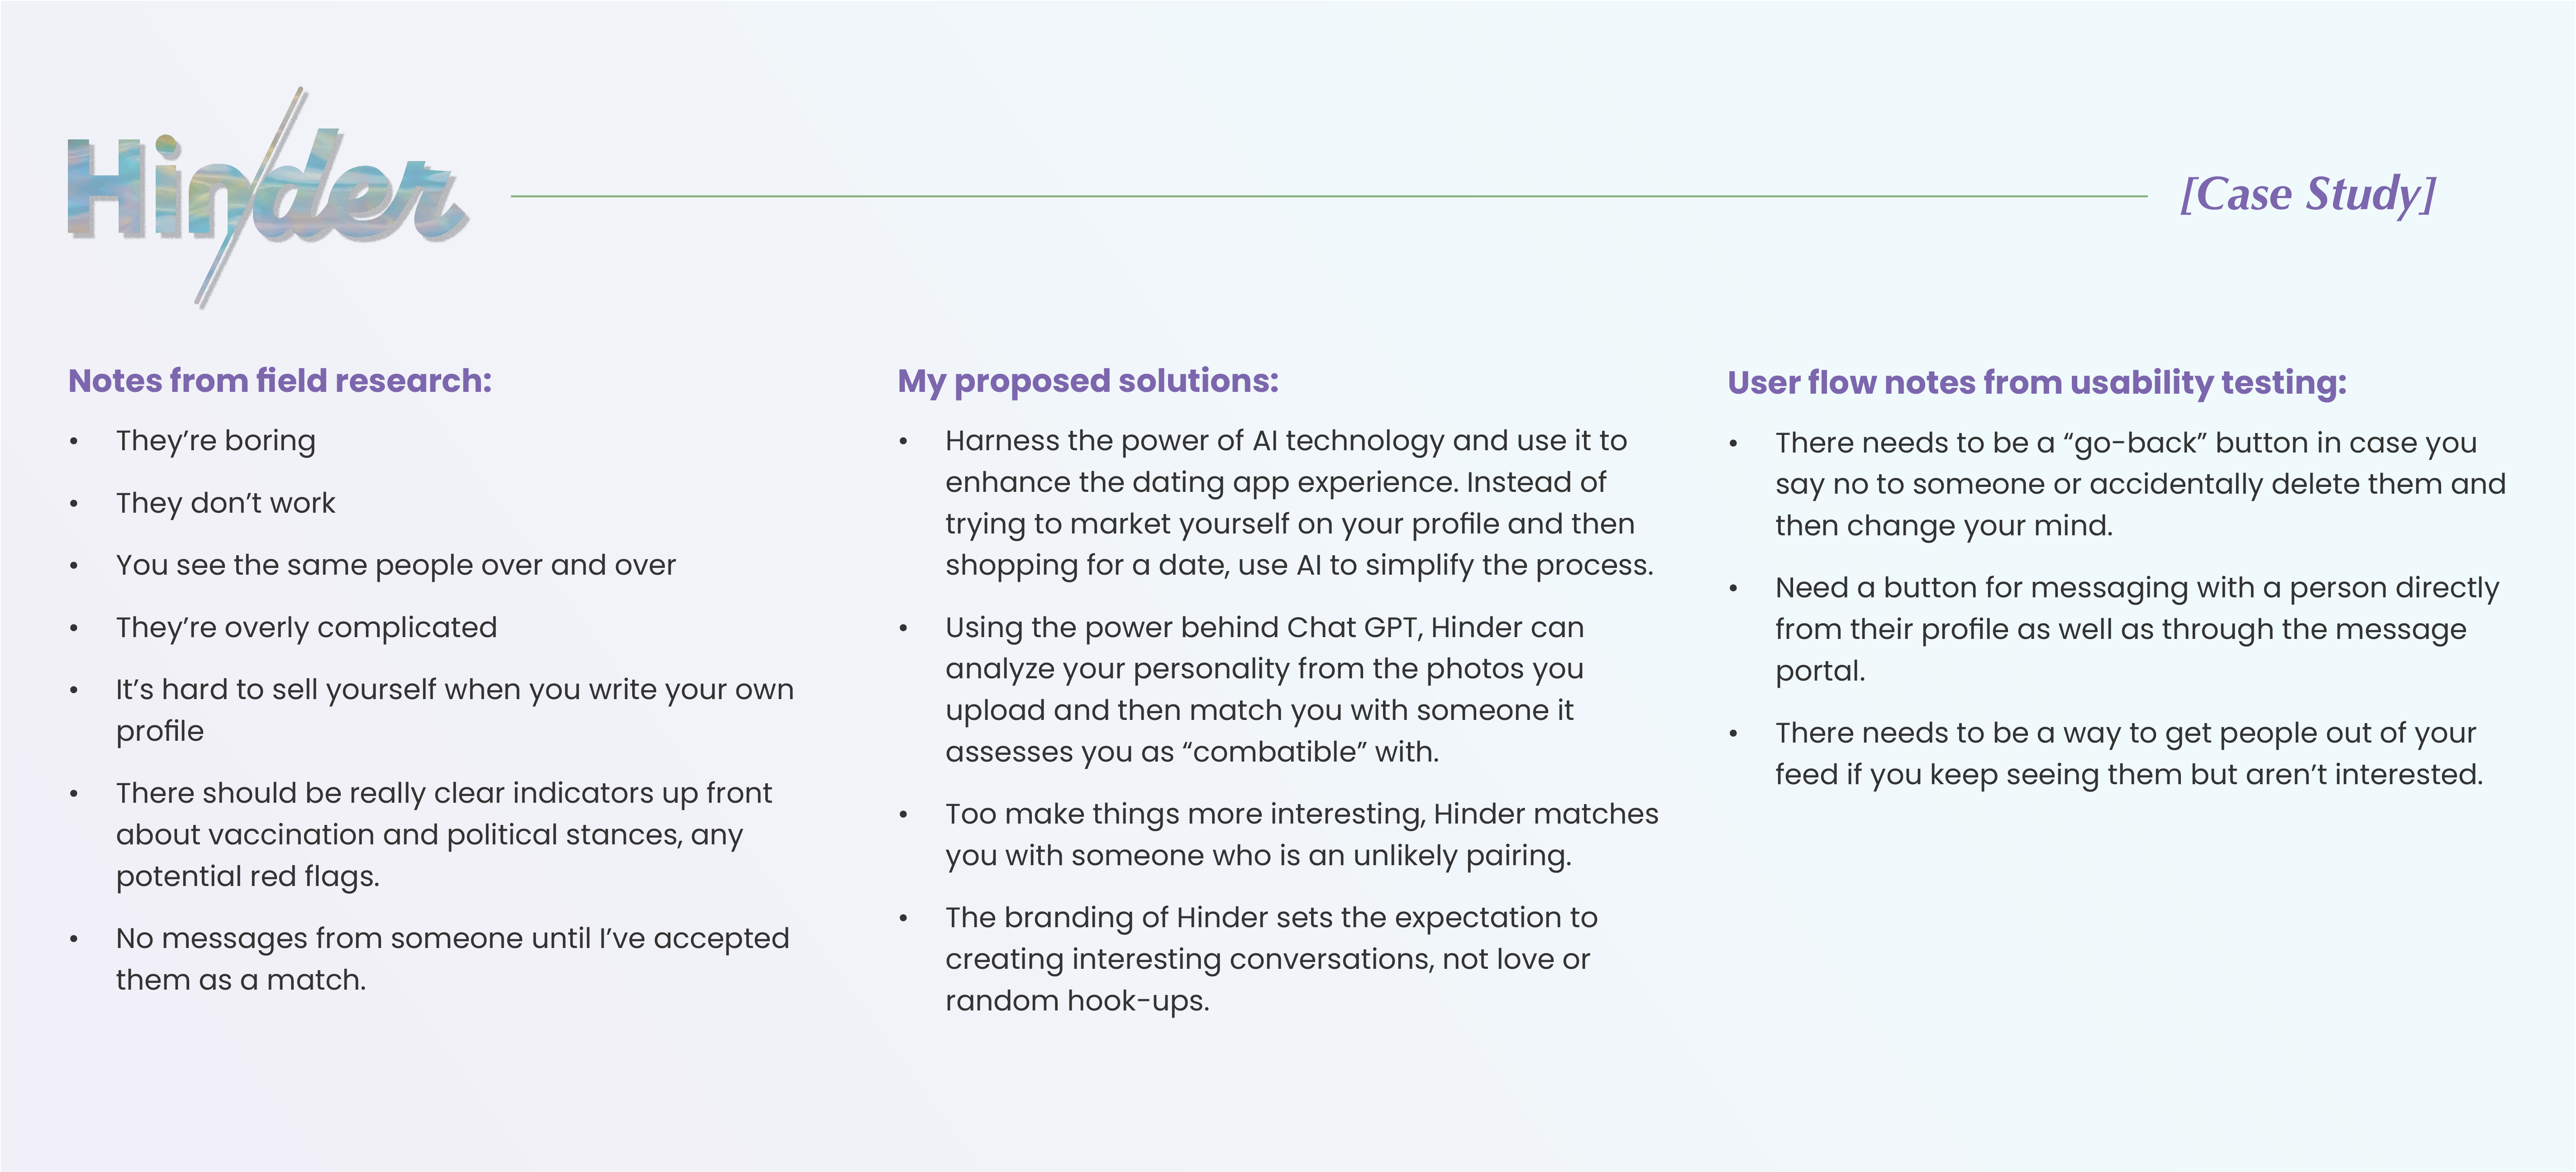 Hinder
[Case Study]
Notes from field research:
• They’re boring
• They don’t work
• You see the same people over and over
• They’re overly complicated
• It’s hard to sell yourself when you write your own
profile
• There should be really clear indicators up front
about vaccination and political stances, any
potential red flags.
• No messages from someone until I’ve accepted
them as a match.
My proposed solutions:
• Harness the power of AI technology and use it to
enhance the dating app experience. Instead of
trying to market yourself on your profile and then
shopping for a date, use AI to simplify the process.
• Using the power behind Chat GPT, Hinder can
analyze your personality from the photos you
upload and then match you with someone it
assesses you as “combatible” with.
• Too make things more interesting, Hinder matches
you with someone who is an unlikely pairing.
• The branding of Hinder sets the expectation to
creating interesting conversations, not love or
random hook-ups.
User flow notes from usability testing:
• There needs to be a “go-back” button in case you
say no to someone or accidentally delete them and
then change your mind.
• Need a button for messaging with a person directly
from their profile as well as through the message
portal.
• There needs to be a way to get people out of your
feed if you keep seeing them but aren’t interested.